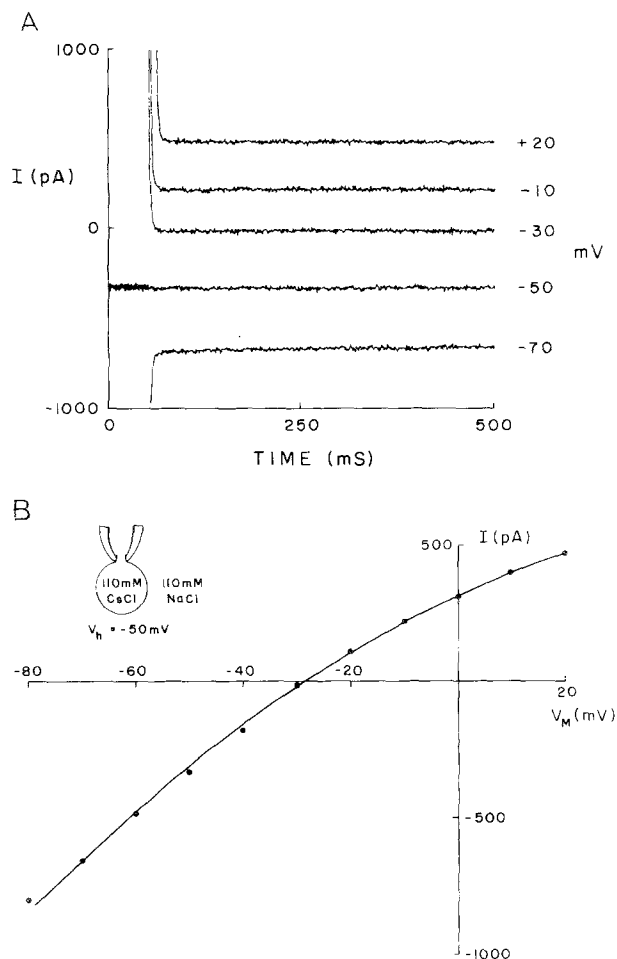 A
1000
I (pA)
0
-1000
+20
-10
-30
mV
-50
-70
0 250 500
TIME (mS)
B
110mM CsCl
110mM NaCl
Vh = -50mV
500
I (pA)
-80 -60 -40 -20 20
VM (mV)
-500
-1000